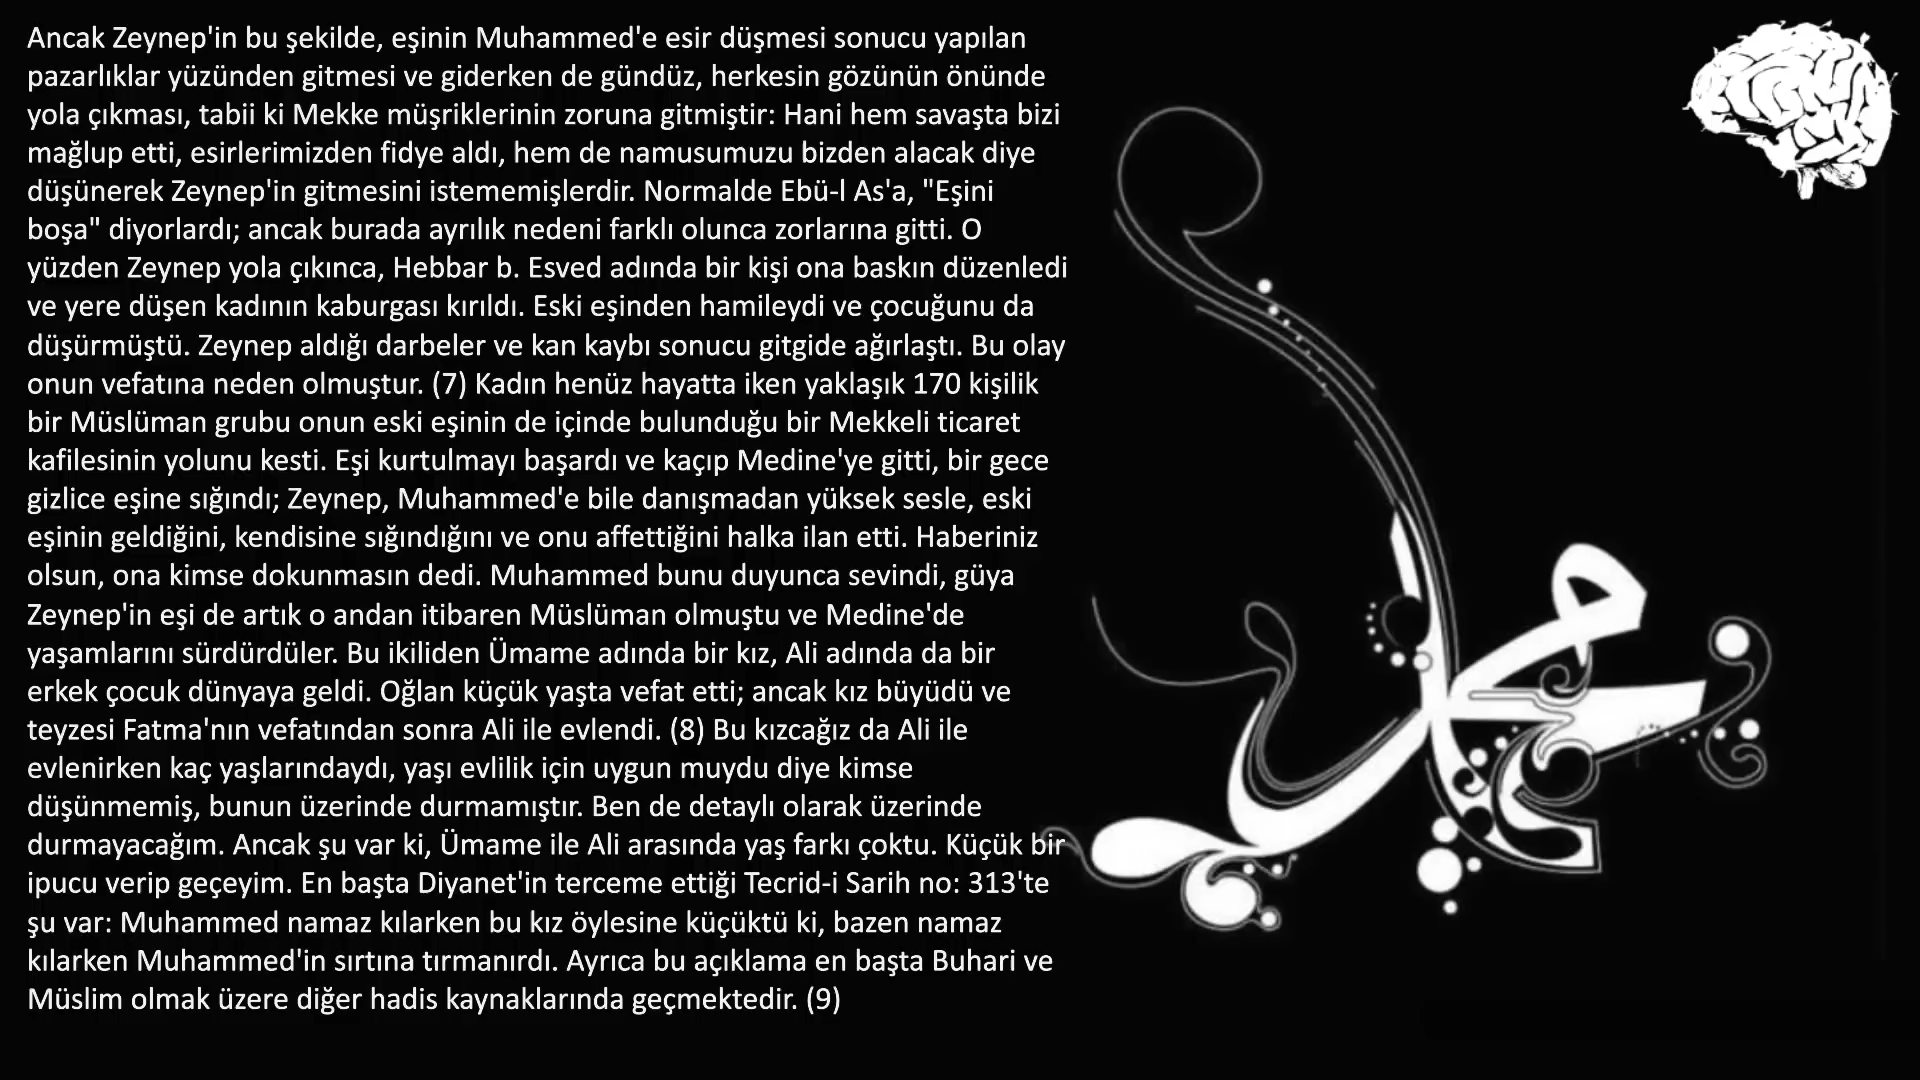 Ancak Zeynep'in bu şekilde, eşinin Muhammed'e esir düşmesi sonucu yapılan
pazarlıklar yüzünden gitmesi ve giderken de gündüz, herkesin gözünün önünde
yola çıkması, tabii ki Mekke müşriklerinin zoruna gitmiştir: Hani hem savaşta bizi
mağlup etti, esirlerimizden fidye aldı, hem de namusumuzu bizden alacak diye
düşünerek Zeynep'in gitmesini istememişlerdir. Normalde Ebü-l As'a, "Eşini
boşa" diyorlardı; ancak burada ayrılık nedeni farklı olunca zorlarına gitti. O
yüzden Zeynep yola çıkınca, Hebbar b. Esved adında bir kişi ona baskın düzenledi
ve yere düşen kadının kaburgası kırıldı. Eski eşinden hamileydi ve çocuğunu da
düşürmüştü. Zeynep aldığı darbeler ve kan kaybı sonucu gitgide ağırlaştı. Bu olay
onun vefatına neden olmuştur. (7) Kadın henüz hayatta iken yaklaşık 170 kişilik
bir Müslüman grubu onun eski eşinin de içinde bulunduğu bir Mekkeli ticaret
kafilesinin yolunu kesti. Eşi kurtulmayı başardı ve kaçıp Medine'ye gitti, bir gece
gizlice eşine sığındı; Zeynep, Muhammed'e bile danışmadan yüksek sesle, eski
eşinin geldiğini, kendisine sığındığını ve onu affettiğini halka ilan etti. Haberiniz
olsun, ona kimse dokunmasın dedi. Muhammed bunu duyunca sevindi, güya
Zeynep'in eşi de artık o andan itibaren Müslüman olmuştu ve Medine'de
yaşamlarını sürdürdüler. Bu ikiliden Ümame adında bir kız, Ali adında da bir
erkek çocuk dünyaya geldi. Oğlan küçük yaşta vefat etti; ancak kız büyüdü ve
teyzesi Fatma'nın vefatından sonra Ali ile evlendi. (8) Bu kızcağız da Ali ile
evlenirken kaç yaşlarındaydı, yaşı evlilik için uygun muydu diye kimse
düşünmemiş, bunun üzerinde durmamıştır. Ben de detaylı olarak üzerinde
durmayacağım. Ancak şu var ki, Ümame ile Ali arasında yaş farkı çoktu. Küçük bir
ipucu verip geçeyim. En başta Diyanet'in terceme ettiği Tecrid-i Sarih no: 313'te
şu var: Muhammed namaz kılarken bu kız öylesine küçüktü ki, bazen namaz
kılarken Muhammed'in sırtına tırmanırdı. Ayrıca bu açıklama en başta Buhari ve
Müslim olmak üzere diğer hadis kaynaklarında geçmektedir. (9)
محمد